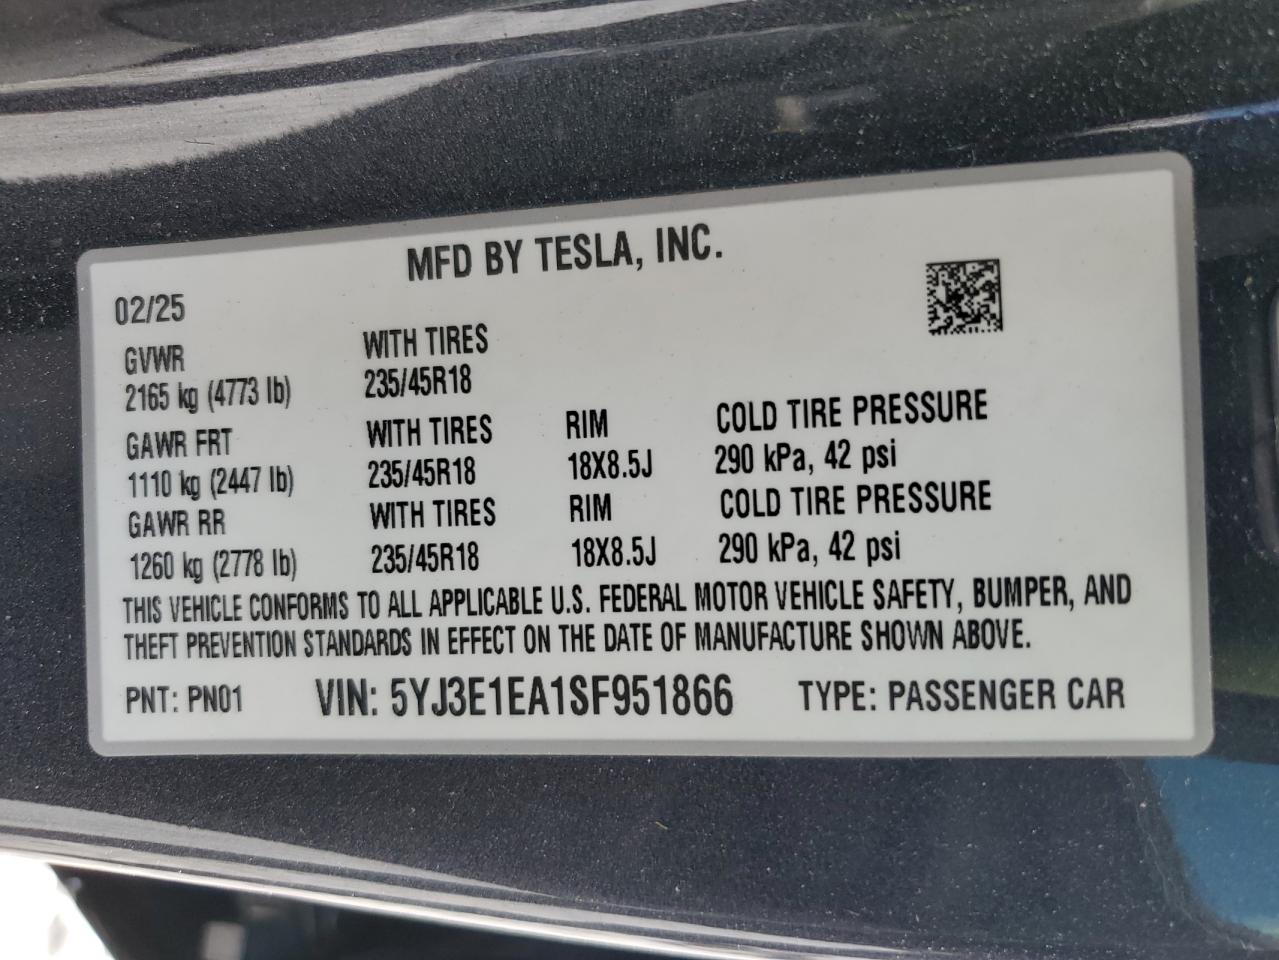 MFD BY TESLA, INC.
02/25
GVWR WITH TIRES
2165 kg (4773 lb) 235/45R18
GAWR FRT WITH TIRES RIM COLD TIRE PRESSURE
1110 kg (2447 lb) 235/45R18 18X8.5J 290 kPa, 42 psi
GAWR RR WITH TIRES RIM COLD TIRE PRESSURE
1260 kg (2778 lb) 235/45R18 18X8.5J 290 kPa, 42 psi
THIS VEHICLE CONFORMS TO ALL APPLICABLE U.S. FEDERAL MOTOR VEHICLE SAFETY, BUMPER, AND
THEFT PREVENTION STANDARDS IN EFFECT ON THE DATE OF MANUFACTURE SHOWN ABOVE.
PNT: PN01 VIN: 5YJ3E1EA1SF951866 TYPE: PASSENGER CAR